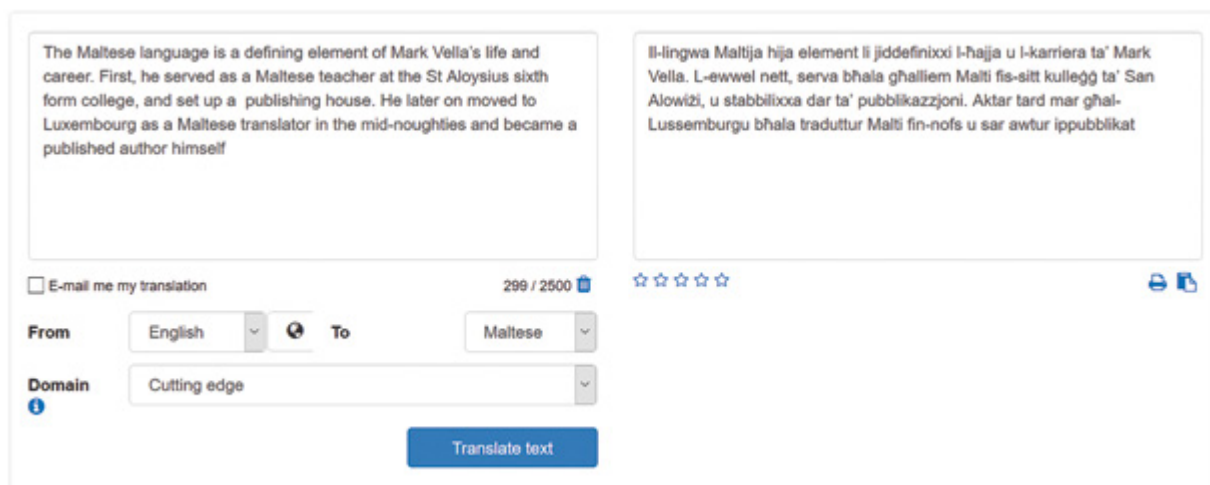 The Maltese language is a defining element of Mark Vella's life and
career. First, he served as a Maltese teacher at the St Aloysius sixth
form college, and set up a  publishing house. He later on moved to
Luxembourg as a Maltese translator in the mid-noughties and became a
published author himself
Il-lingwa Maltija hija element li jiddefinixxi l-ħajja u l-karriera ta' Mark
Vella. L-ewwel nett, serva bħala għalliem Malti fis-sitt kulleġġ ta' San
Alowiżi, u stabbilixxa dar ta' pubblikazzjoni. Aktar tard mar għal-
Lussemburgu bħala traduttur Malti fin-nofs u sar awtur ippubblikat
E-mail me my translation
299 / 2500
From
English
To
Maltese
Domain
Cutting edge
Translate text